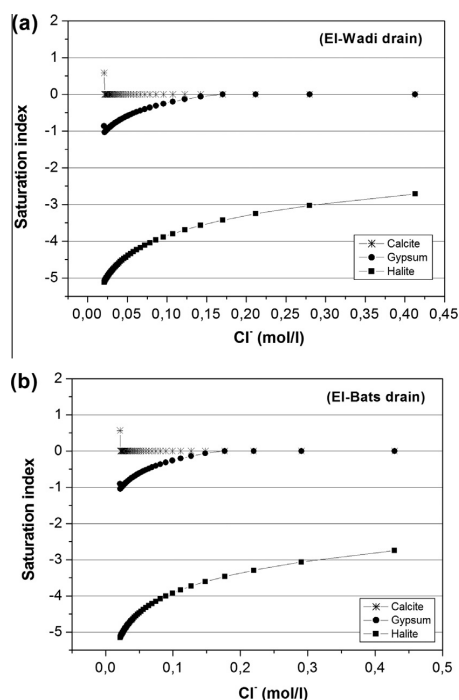 (a)
(El-Wadi drain)
2
1
0
-1
-2
-3
-4
-5
Saturation index
Calcite
Gypsum
Halite
0,00 0,05 0,10 0,15 0,20 0,25 0,30 0,35 0,40 0,45
Cl⁻ (mol/l)
(b)
(El-Bats drain)
2
1
0
-1
-2
-3
-4
-5
Saturation index
Calcite
Gypsum
Halite
0,0 0,1 0,2 0,3 0,4 0,5
Cl⁻ (mol/l)